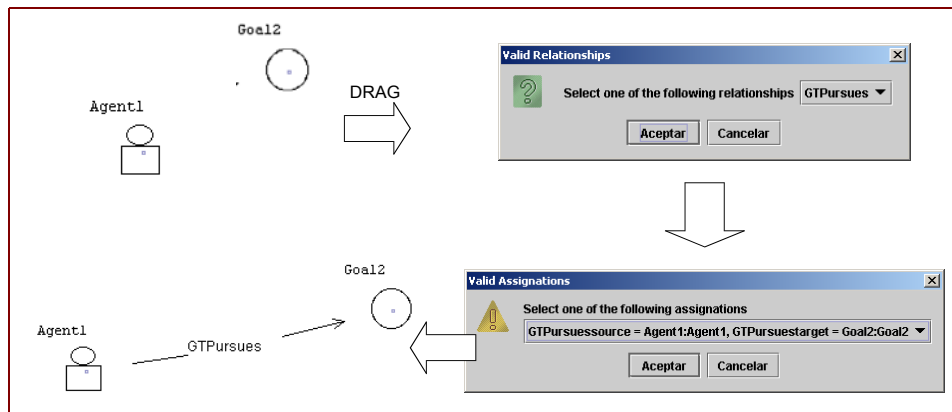 Goal2
Agent1
DRAG
Valid Relationships
Select one of the following relationships GTPursues
Aceptar Cancelar
Valid Assignations
Select one of the following assignations
GTPursuessource = Agent1:Agent1, GTPursuestarget = Goal2:Goal2
Aceptar Cancelar
Goal2
Agent1
GTPursues